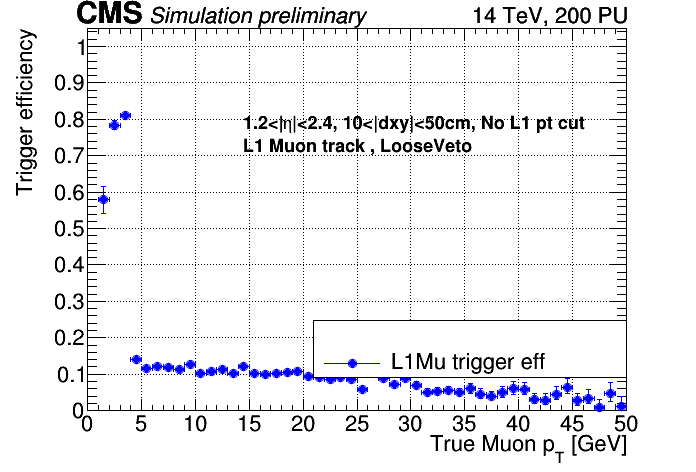 CMS Simulation preliminary 14 TeV, 200 PU
Trigger efficiency
1
0.9
0.8
0.7
0.6
0.5
0.4
0.3
0.2
0.1
0
1.2<|η|<2.4, 10<|dxy|<50cm, No L1 pt cut
L1 Muon track , LooseVeto
L1Mu trigger eff
0 5 10 15 20 25 30 35 40 45 50
True Muon p_T [GeV]